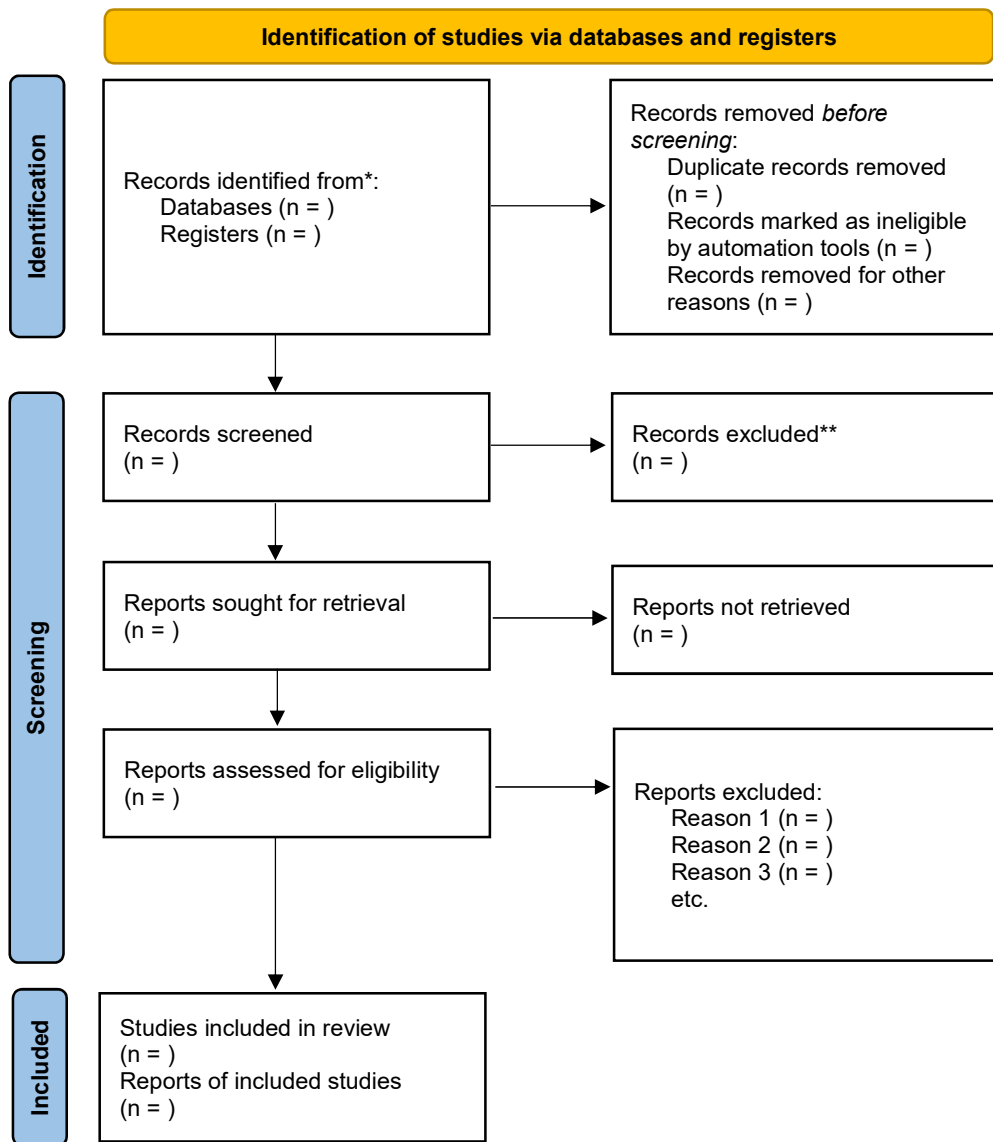 Identification of studies via databases and registers
Identification
Records identified from*:
Databases (n = )
Registers (n = )
Records removed before
screening:
Duplicate records removed
(n = )
Records marked as ineligible
by automation tools (n = )
Records removed for other
reasons (n = )
Screening
Records screened
(n = )
Records excluded**
(n = )
Reports sought for retrieval
(n = )
Reports not retrieved
(n = )
Reports assessed for eligibility
(n = )
Reports excluded:
Reason 1 (n = )
Reason 2 (n = )
Reason 3 (n = )
etc.
Included
Studies included in review
(n = )
Reports of included studies
(n = )